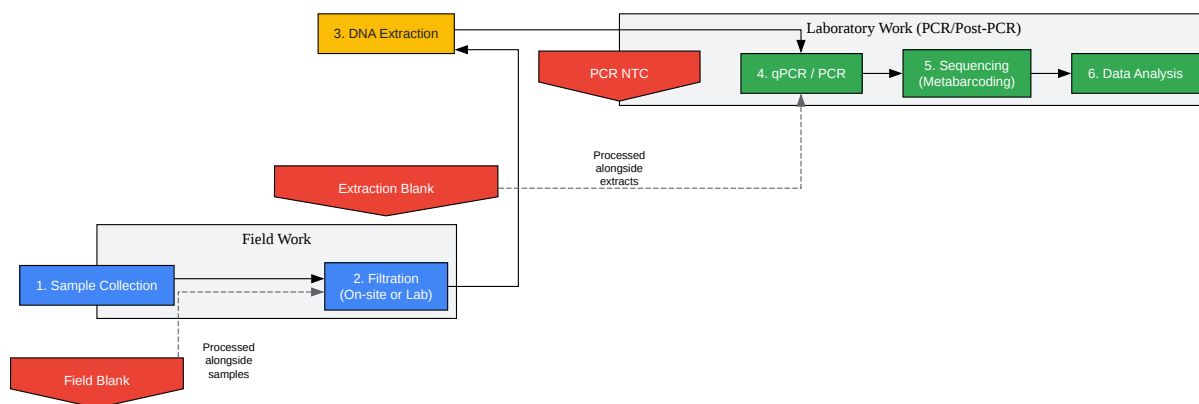 3. DNA Extraction
Laboratory Work (PCR/Post-PCR)
PCR NTC
4. qPCR / PCR
5. Sequencing
(Metabarcoding)
6. Data Analysis
Processed
alongside
extracts
Extraction Blank
Field Work
1. Sample Collection
2. Filtration
(On-site or Lab)
Processed
alongside
samples
Field Blank